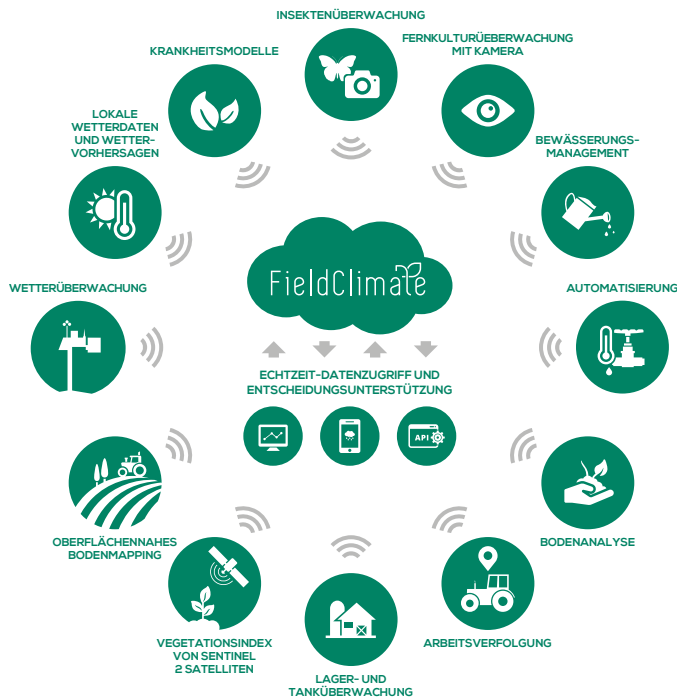 INSEKTENÜBERWACHUNG
FERNKULTURÜEBERWACHUNG
MIT KAMERA
KRANKHEITSMODELLE
LOKALE
WETTERDATEN
UND WETTER-
VORHERSAGEN
BEWÄSSERUNGS-
MANAGEMENT
WETTERÜBERWACHUNG
FieldClimate
AUTOMATISIERUNG
ECHTZEIT-DATENZUGRIFF UND
ENTSCHEIDUNGSUNTERSTÜTZUNG
API
OBERFLÄCHENNAHES
BODENMAPPING
BODENANALYSE
VEGETATIONSINDEX
VON SENTINEL
2 SATELLITEN
ARBEITSVERFOLGUNG
LAGER- UND
TANKÜBERWACHUNG